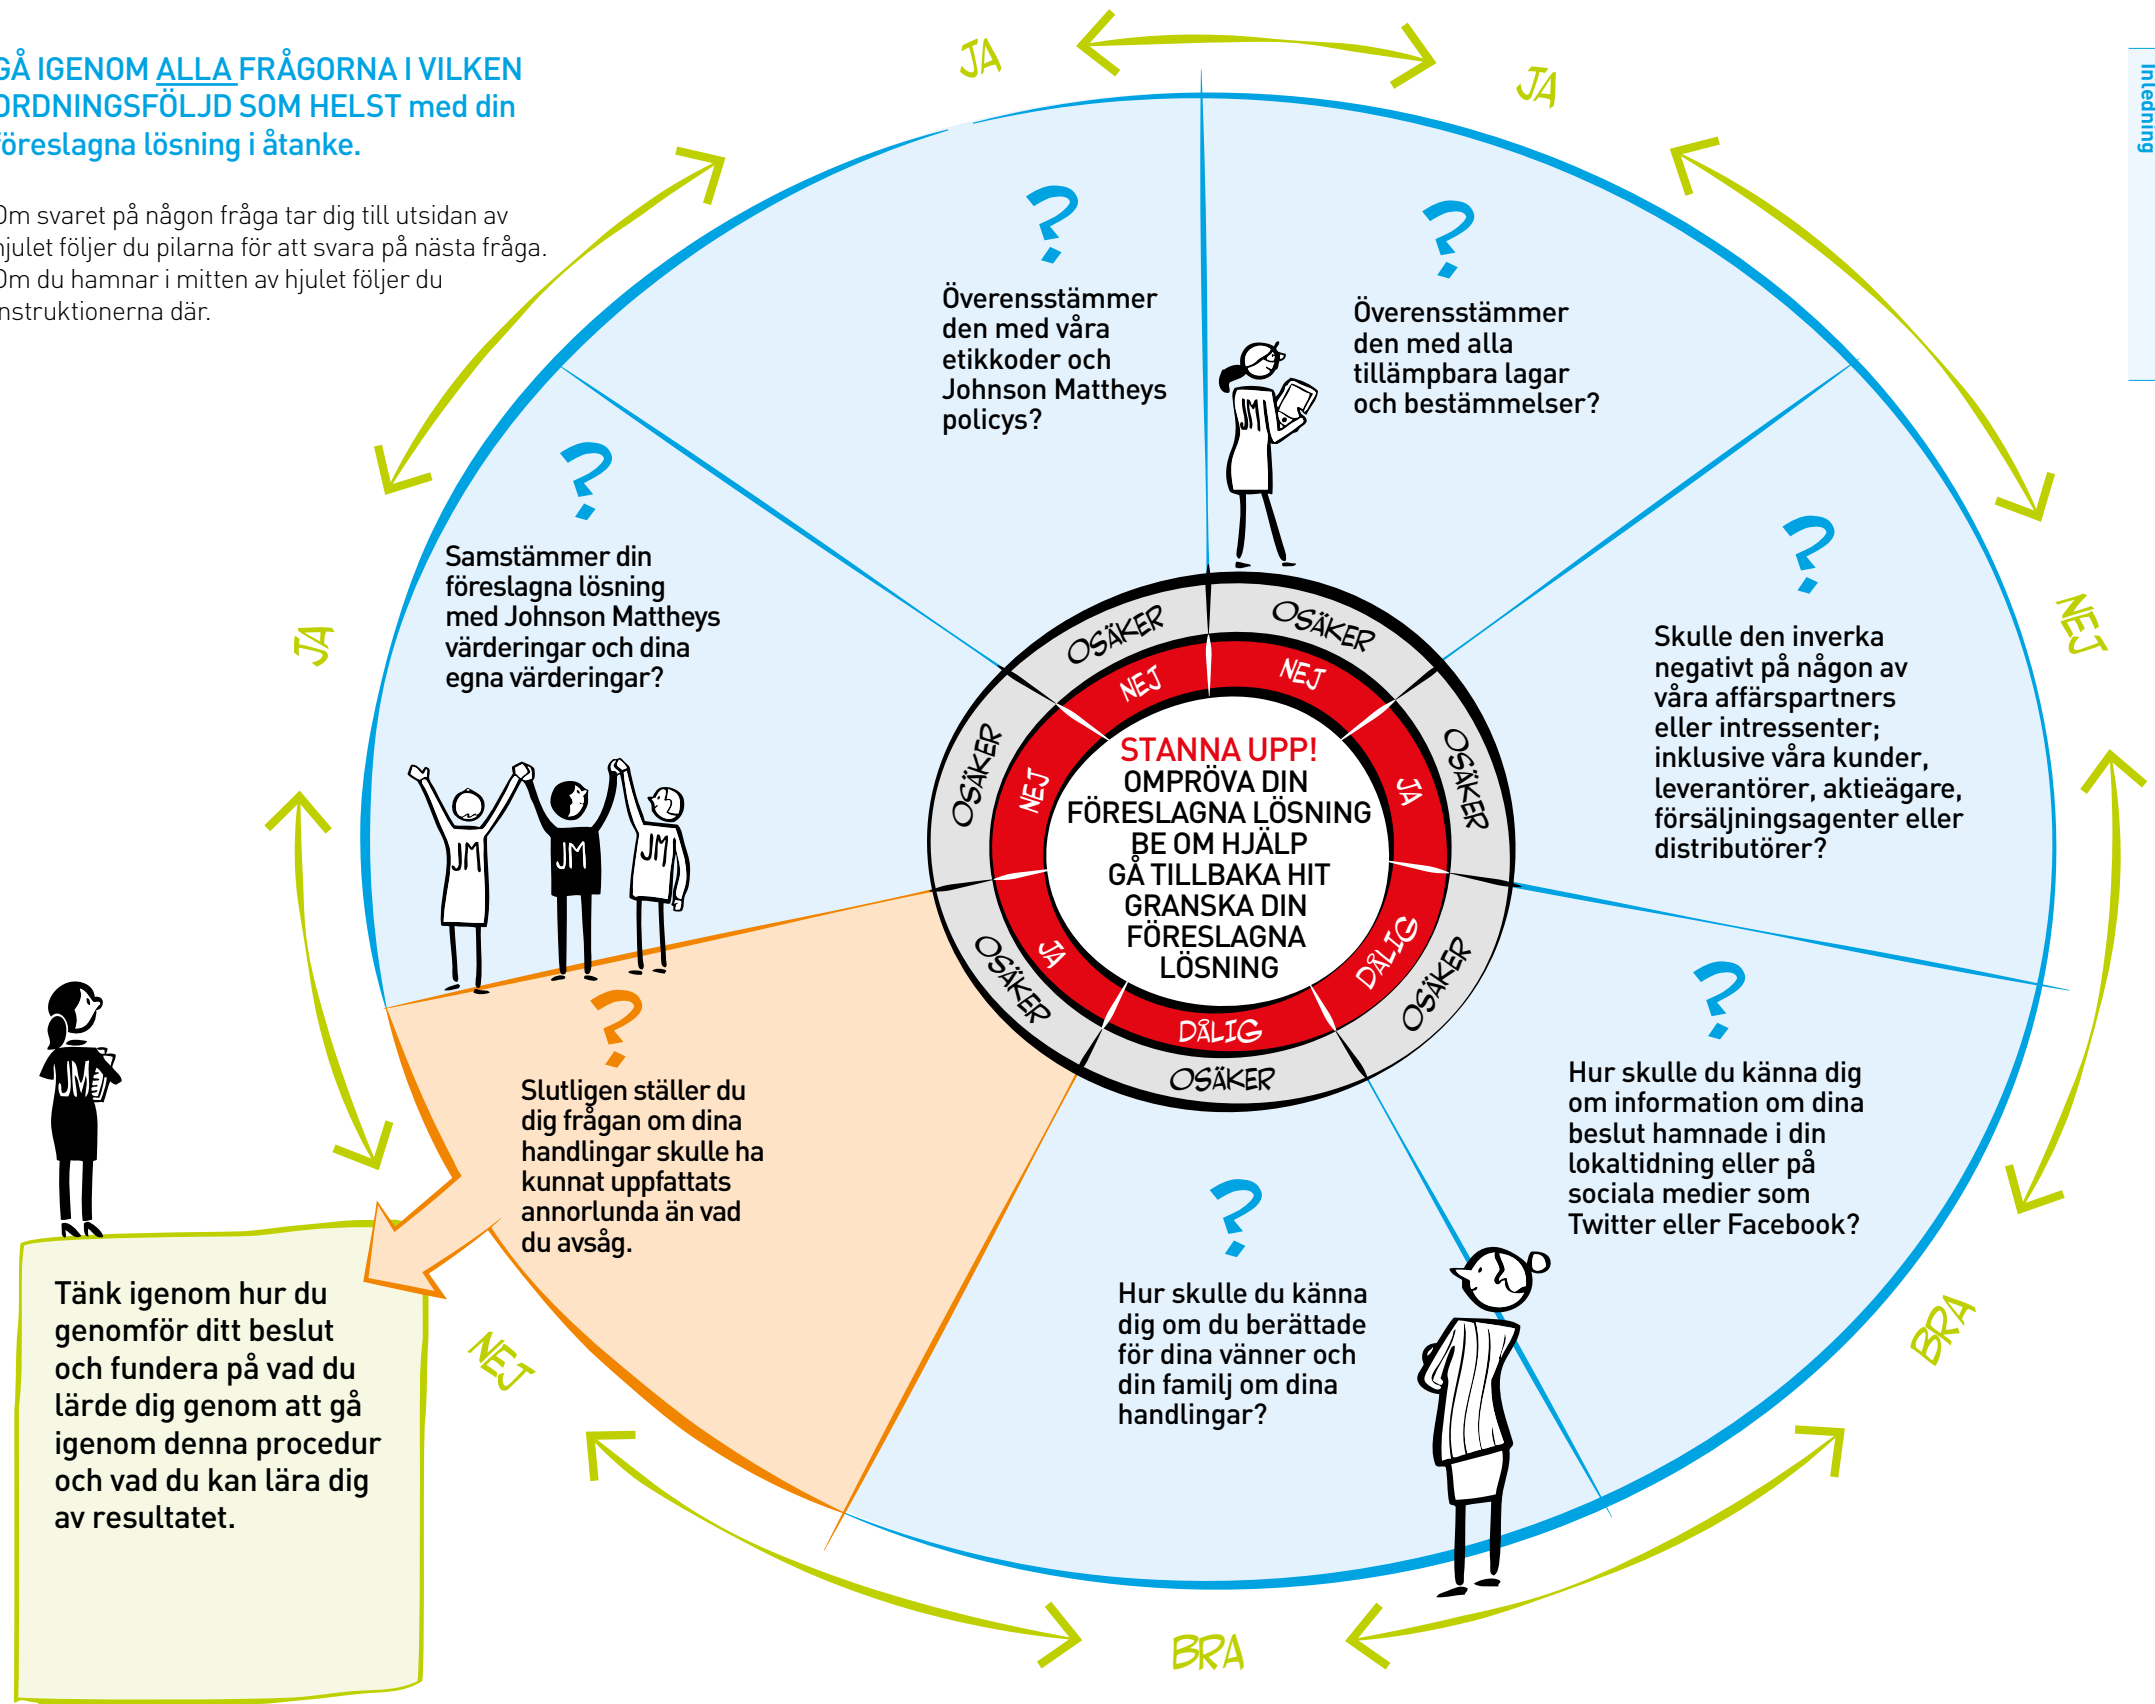 GÅ IGENOM ALLA FRÅGORNA I VILKEN
ORDNINGSFÖLJD SOM HELST med din
föreslagna lösning i åtanke.
Om svaret på någon fråga tar dig till utsidan av
hjulet följer du pilarna för att svara på nästa fråga.
Om du hamnar i mitten av hjulet följer du
instruktionerna där.
Inledning
JA
JA
JA
NEJ
BRA
BRA
NEJ
Överensstämmer
den med våra
etikkoder och
Johnson Mattheys
policys?
Överensstämmer
den med alla
tillämpbara lagar
och bestämmelser?
JM
Samstämmer din
föreslagna lösning
med Johnson Mattheys
värderingar och dina
egna värderingar?
JM
JM
JM
Skulle den inverka
negativt på någon av
våra affärspartners
eller intressenter;
inklusive våra kunder,
leverantörer, aktieägare,
försäljningsagenter eller
distributörer?
OSÄKER
OSÄKER
OSÄKER
OSÄKER
OSÄKER
OSÄKER
OSÄKER
NEJ
NEJ
JA
DÅLIG
DÅLIG
JA
NEJ
STANNA UPP!
OMPRÖVA DIN
FÖRESLAGNA LÖSNING
BE OM HJÄLP
GÅ TILLBAKA HIT
GRANSKA DIN
FÖRESLAGNA
LÖSNING
Hur skulle du känna dig
om information om dina
beslut hamnade i din
lokaltidning eller på
sociala medier som
Twitter eller Facebook?
Hur skulle du känna
dig om du berättade
för dina vänner och
din familj om dina
handlingar?
Slutligen ställer du
dig frågan om dina
handlingar skulle ha
kunnat uppfattats
annorlunda än vad
du avsåg.
JM
Tänk igenom hur du
genomför ditt beslut
och fundera på vad du
lärde dig genom att gå
igenom denna procedur
och vad du kan lära dig
av resultatet.